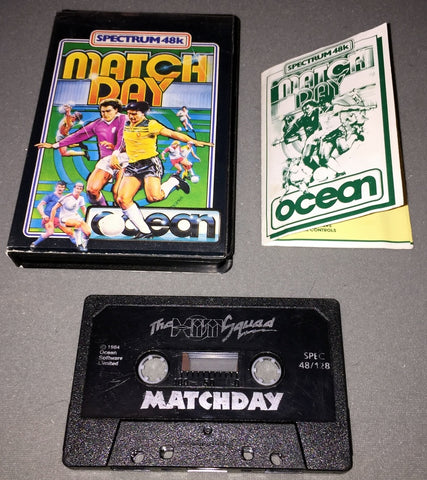 SPECTRUM 48K
MATCH
DAY
ocean
SPECTRUM 48K
MATCH
DAY
ocean
CONTROLS
The Hit Squad
© 1984
Ocean
Software
Limited
SPEC
48/128
MATCHDAY